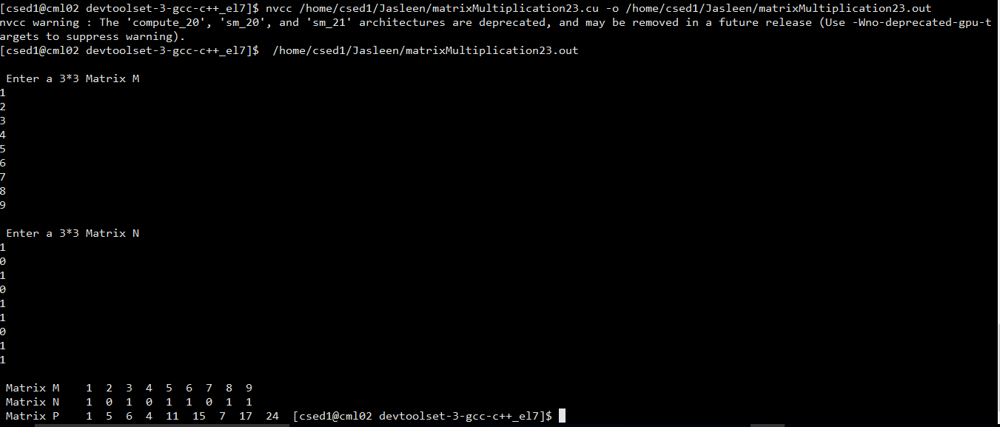 [csed1@cml02 devtoolset-3-gcc-c++_el7]$ nvcc /home/csed1/Jasleen/matrixMultiplication23.cu -o /home/csed1/Jasleen/matrixMultiplication23.out
nvcc warning : The 'compute_20', 'sm_20', and 'sm_21' architectures are deprecated, and may be removed in a future release (Use -Wno-deprecated-gpu-t
argets to suppress warning).
[csed1@cml02 devtoolset-3-gcc-c++_el7]$  /home/csed1/Jasleen/matrixMultiplication23.out
Enter a 3*3 Matrix M
1
2
3
4
5
6
7
8
9
Enter a 3*3 Matrix N
1
0
1
0
1
1
0
1
1
Matrix M    1  2  3  4  5  6  7  8  9
Matrix N    1  0  1  0  1  1  0  1  1
Matrix P    1  5  6  4  11  15  7  17  24  [csed1@cml02 devtoolset-3-gcc-c++_el7]$